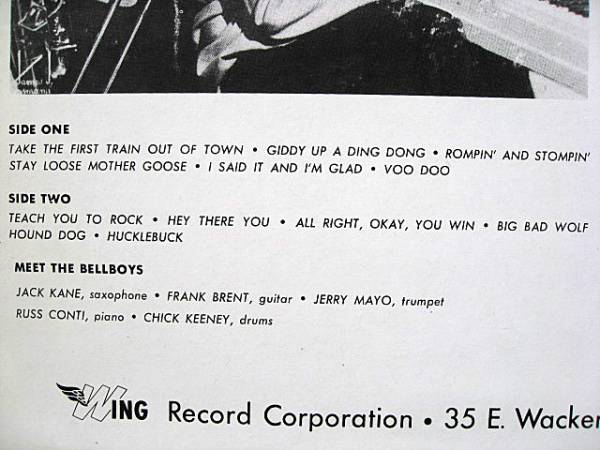 SIDE ONE
TAKE THE FIRST TRAIN OUT OF TOWN • GIDDY UP A DING DONG • ROMPIN' AND STOMPIN'
STAY LOOSE MOTHER GOOSE • I SAID IT AND I'M GLAD • VOO DOO
SIDE TWO
TEACH YOU TO ROCK • HEY THERE YOU • ALL RIGHT, OKAY, YOU WIN • BIG BAD WOLF
HOUND DOG • HUCKLEBUCK
MEET THE BELLBOYS
JACK KANE, saxophone • FRANK BRENT, guitar • JERRY MAYO, trumpet
RUSS CONTI, piano • CHICK KEENEY, drums
WING Record Corporation • 35 E. Wacker